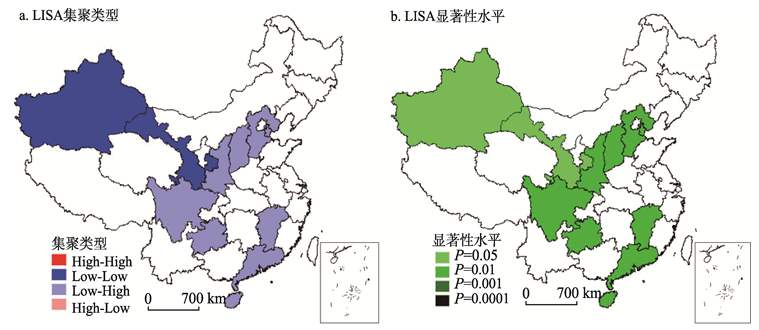 a. LISA集聚类型
集聚类型
High-High
Low-Low
Low-High
High-Low
0 700 km
b. LISA显著性水平
显著性水平
P=0.05
P=0.01
P=0.001
P=0.0001
0 700 km